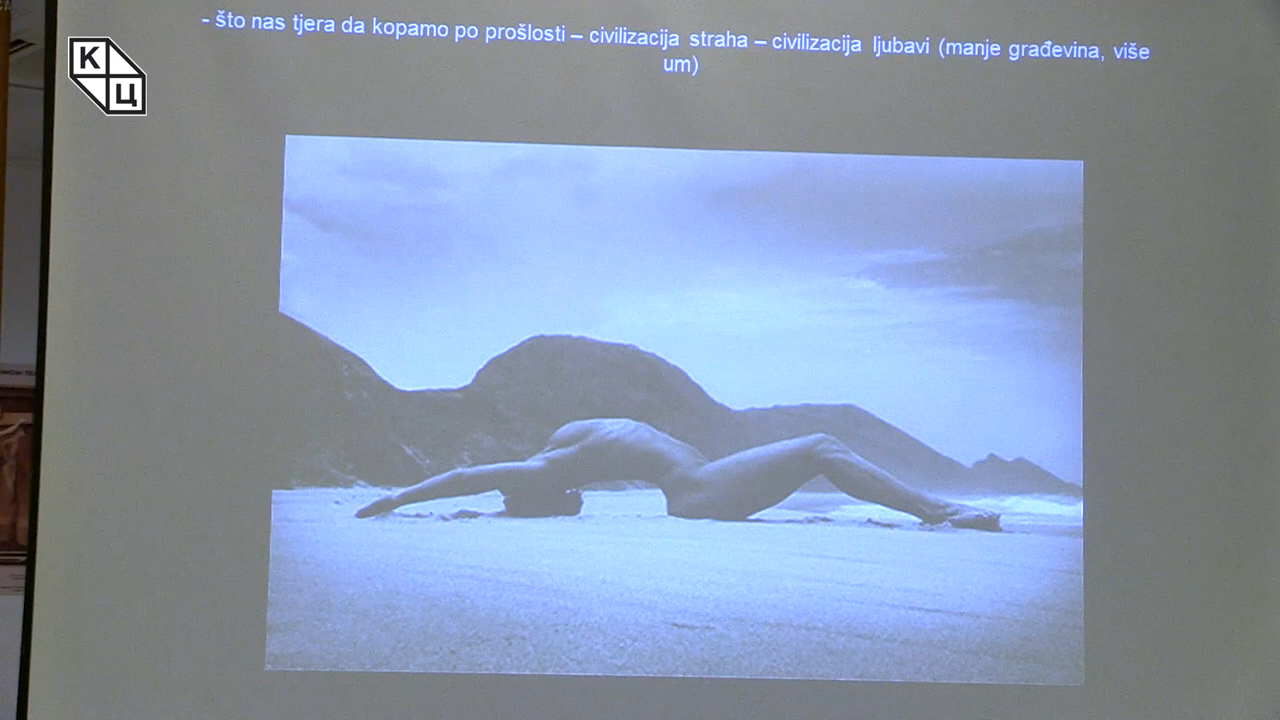 - što nas tjera da kopamo po prošlosti – civilizacija straha – civilizacija ljubavi (manje građevina, više
um)
К
Ц